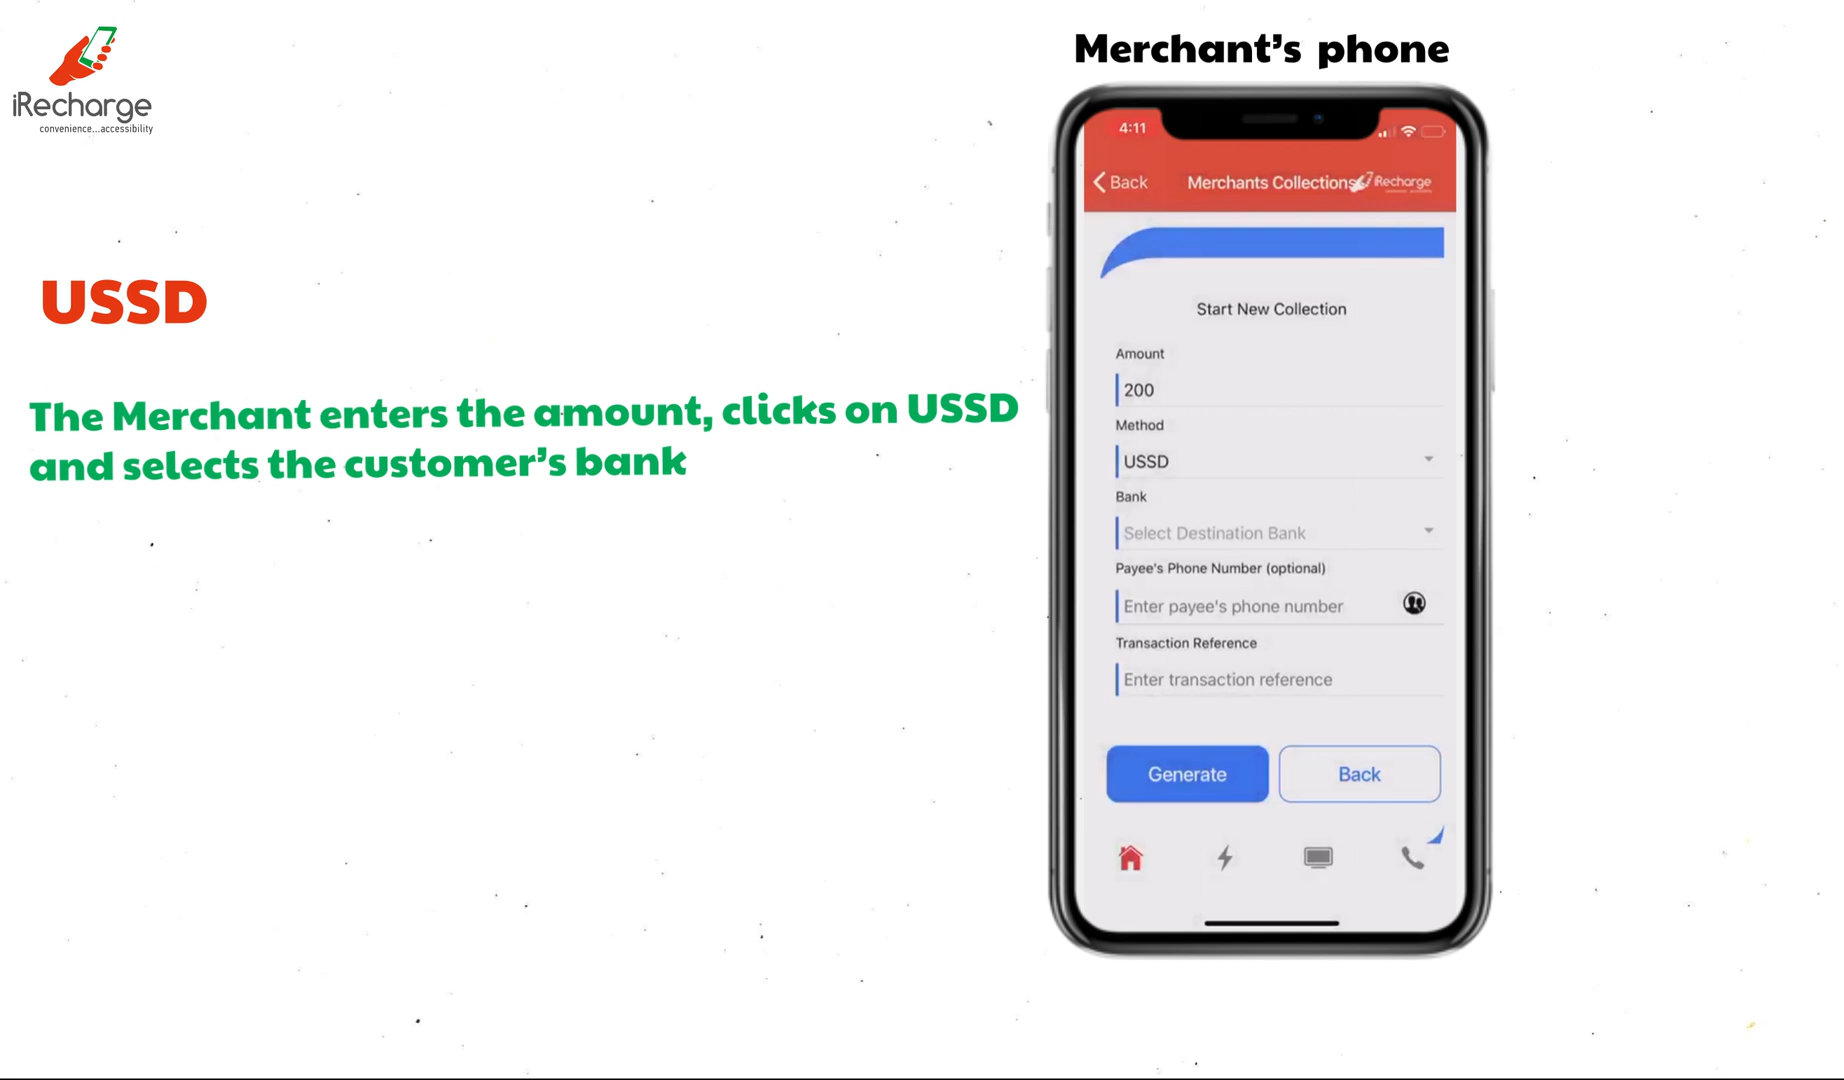 iRecharge
convenience...accessibility
USSD
The Merchant enters the amount, clicks on USSD
and selects the customer's bank
Merchant's phone
4:11
Back
Merchants Collections
iRecharge
Start New Collection
Amount
200
Method
USSD
Bank
Select Destination Bank
Payee's Phone Number (optional)
Enter payee's phone number
Transaction Reference
Enter transaction reference
Generate
Back